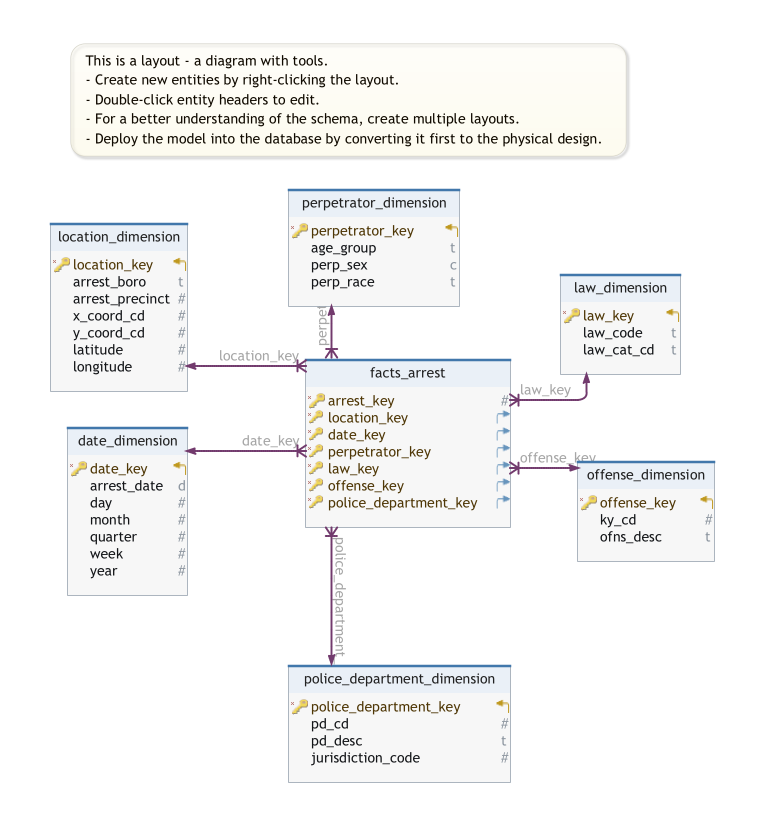 This is a layout - a diagram with tools.
- Create new entities by right-clicking the layout.
- Double-click entity headers to edit.
- For a better understanding of the schema, create multiple layouts.
- Deploy the model into the database by converting it first to the physical design.
perpetrator_dimension
perpetrator_key
age_group t
perp_sex c
perp_race t
location_dimension
location_key
arrest_boro t
arrest_precinct #
x_coord_cd #
y_coord_cd #
latitude #
longitude #
law_dimension
law_key
law_code t
law_cat_cd t
perpet
location_key
facts_arrest
arrest_key #
location_key
date_key
perpetrator_key
law_key
offense_key
police_department_key
law_key
date_key
offense_key
date_dimension
date_key
arrest_date d
day #
month #
quarter #
week #
year #
offense_dimension
offense_key
ky_cd #
ofns_desc t
police_department
police_department_dimension
police_department_key
pd_cd #
pd_desc t
jurisdiction_code #